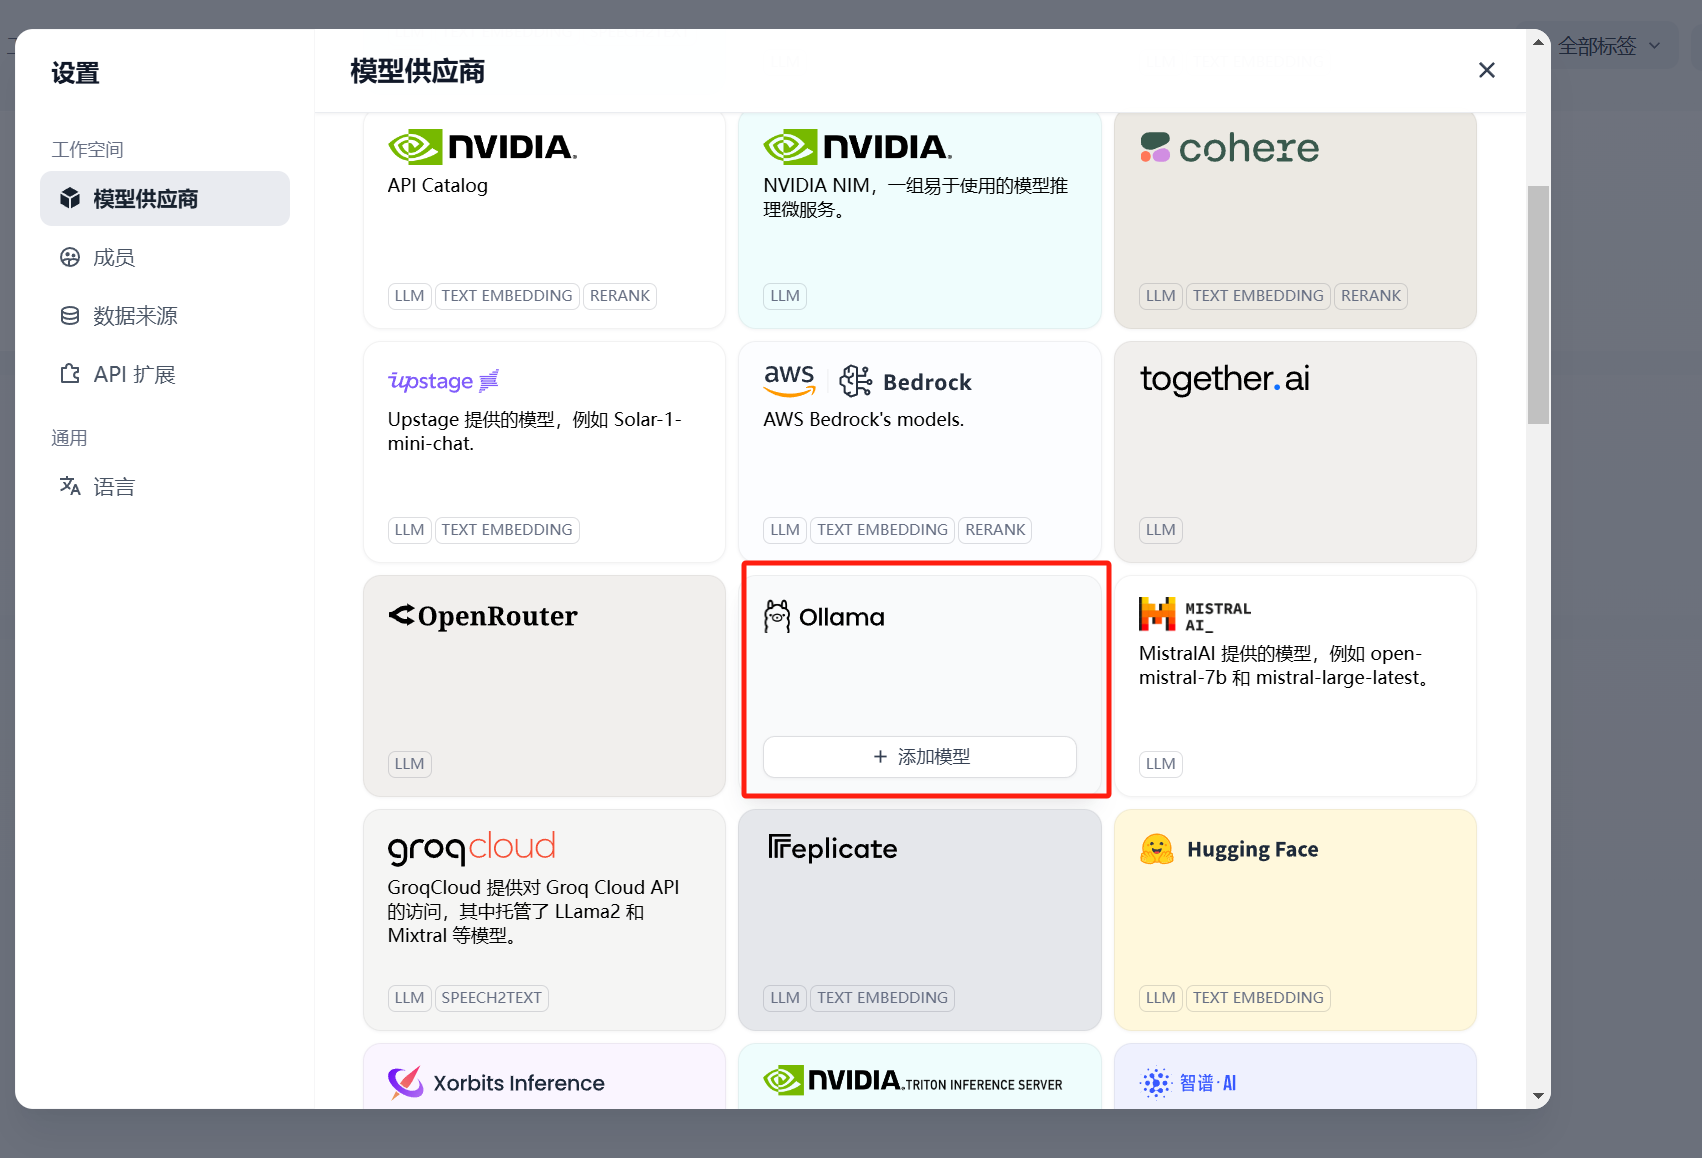 全部标签
设置
工作空间
模型供应商
成员
数据来源
API 扩展
通用
语言
模型供应商
NVIDIA.
API Catalog
LLM
TEXT EMBEDDING
RERANK
NVIDIA.
NVIDIA NIM，一组易于使用的模型推
理微服务。
LLM
cohere
LLM
TEXT EMBEDDING
RERANK
upstage
Upstage 提供的模型，例如 Solar-1-
mini-chat.
LLM
TEXT EMBEDDING
aws
Bedrock
AWS Bedrock's models.
LLM
TEXT EMBEDDING
RERANK
together.ai
LLM
OpenRouter
LLM
Ollama
+ 添加模型
MISTRAL
AI_
MistralAI 提供的模型，例如 open-
mistral-7b 和 mistral-large-latest。
LLM
groqcloud
GroqCloud 提供对 Groq Cloud API
的访问，其中托管了 LLama2 和
Mixtral 等模型。
LLM
SPEECH2TEXT
Replicate
LLM
TEXT EMBEDDING
Hugging Face
LLM
TEXT EMBEDDING
Xorbits Inference
NVIDIA. TRITON INFERENCE SERVER
智谱·AI